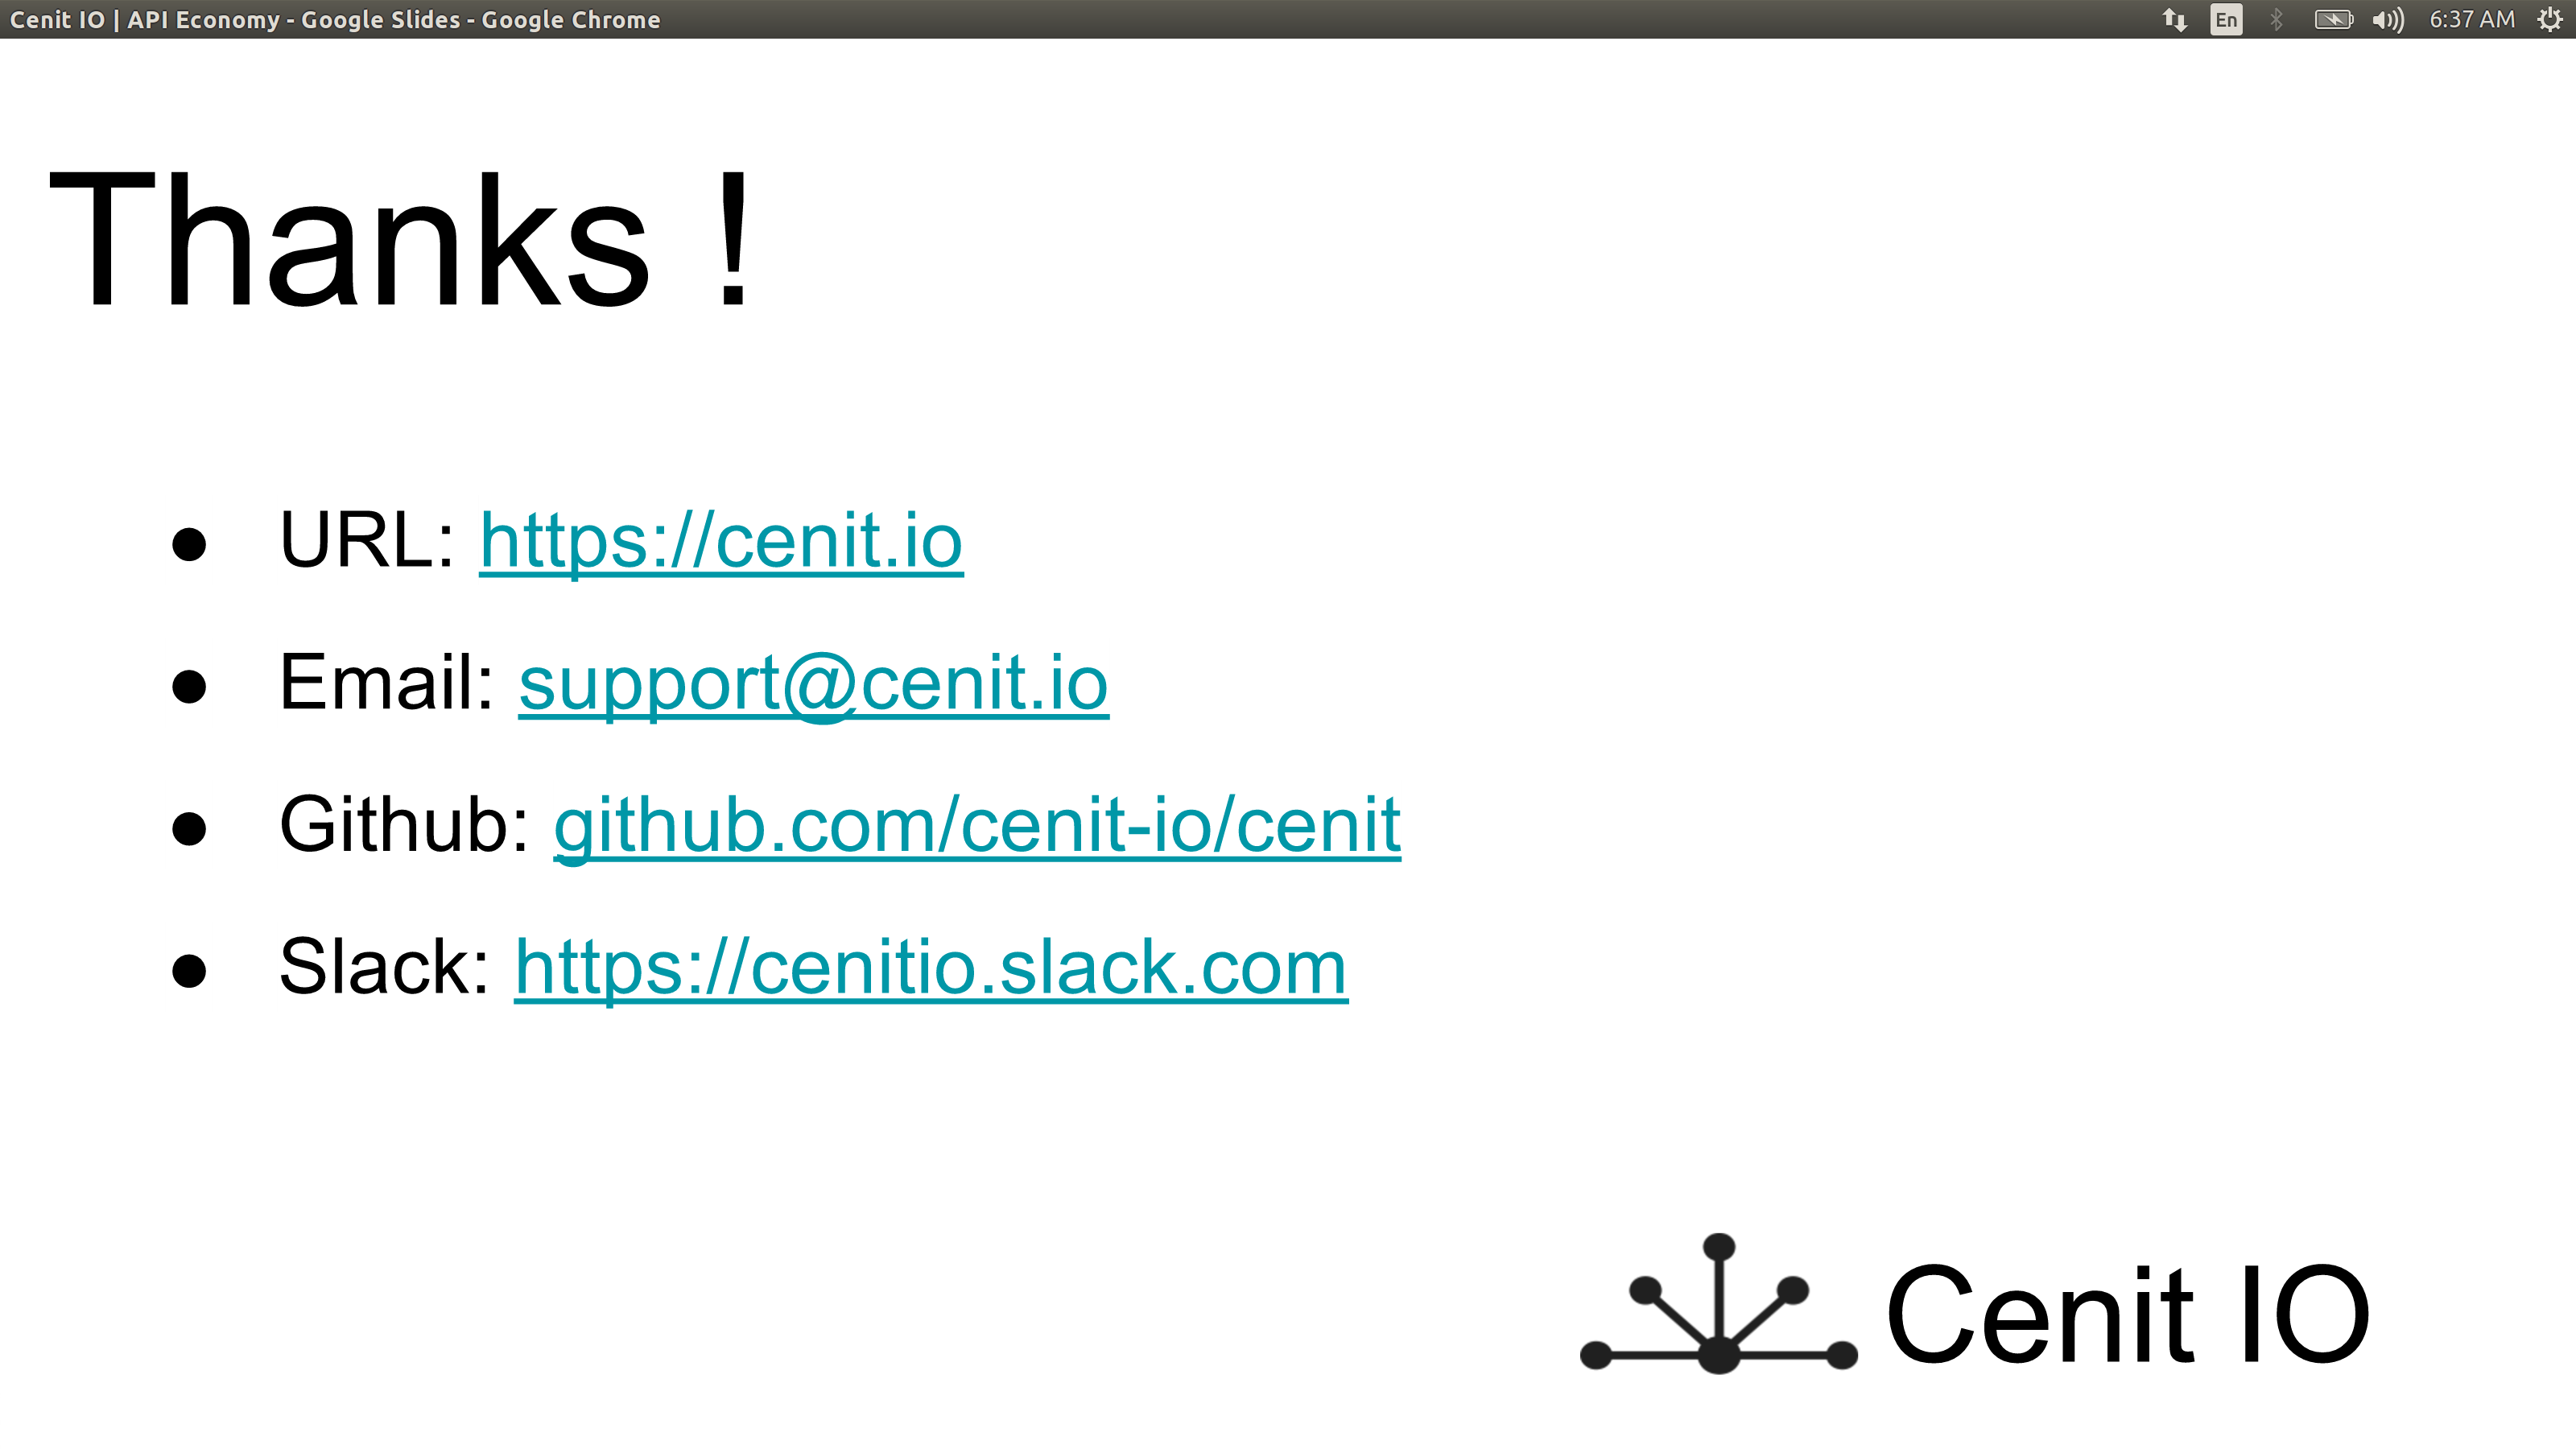 Cenit IO | API Economy - Google Slides - Google Chrome
En
6:37 AM
Thanks !
● URL: https://cenit.io
● Email: support@cenit.io
● Github: github.com/cenit-io/cenit
● Slack: https://cenitio.slack.com
Cenit IO